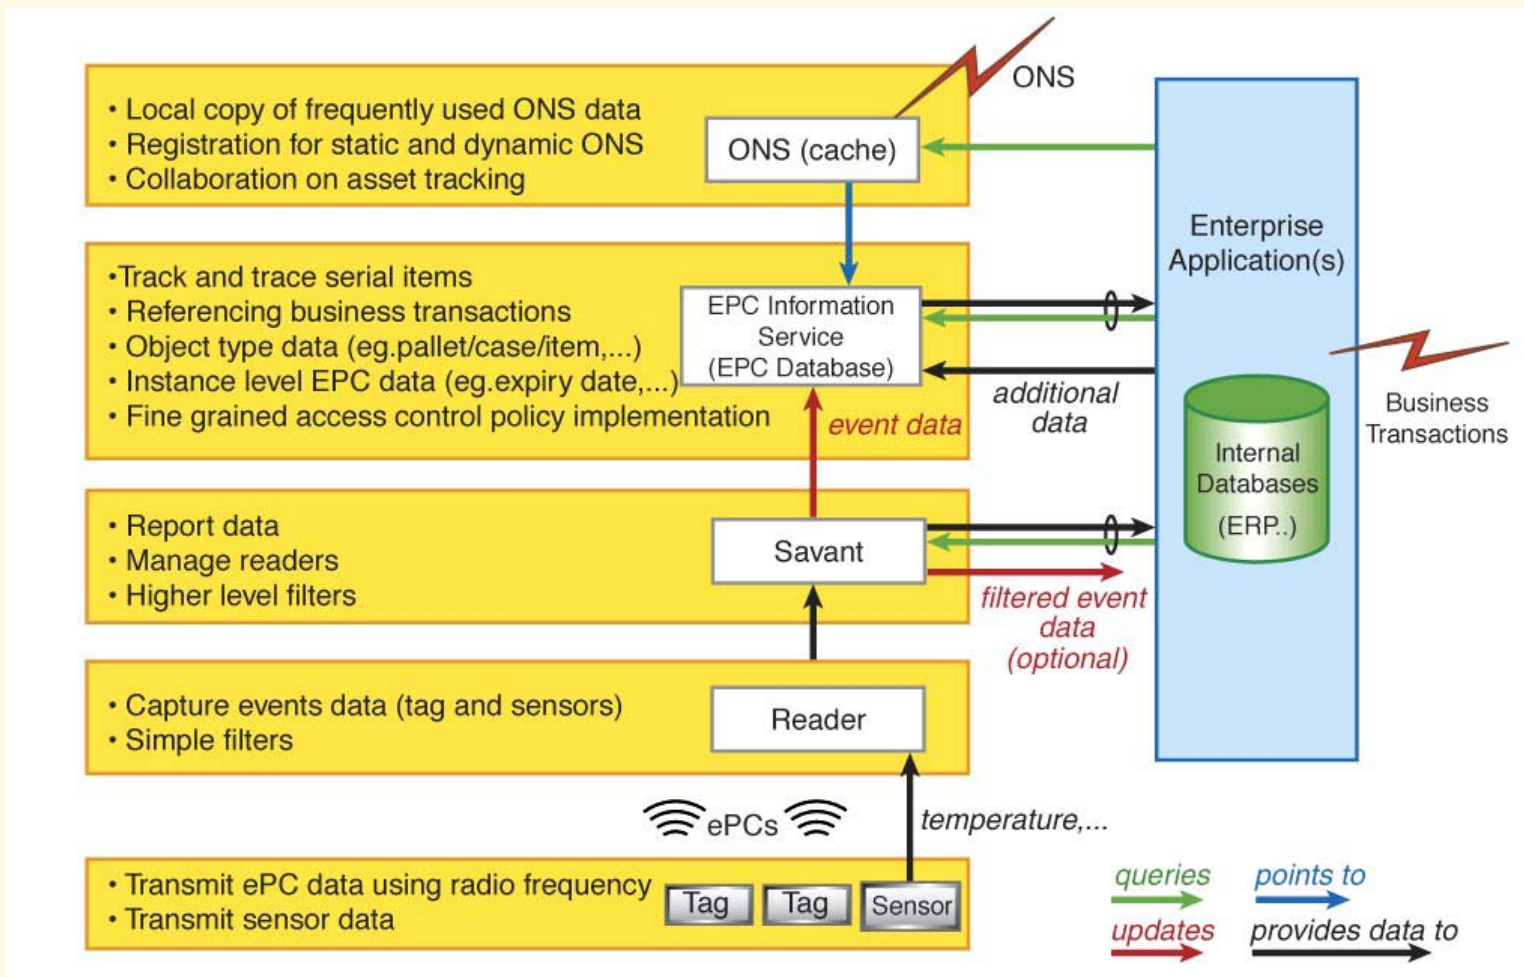 ONS
• Local copy of frequently used ONS data
• Registration for static and dynamic ONS
• Collaboration on asset tracking
ONS (cache)
Enterprise
Application(s)
•Track and trace serial items
• Referencing business transactions
• Object type data (eg.pallet/case/item,...)
• Instance level EPC data (eg.expiry date,...)
• Fine grained access control policy implementation
EPC Information
Service
(EPC Database)
event data
additional
data
Internal
Databases
(ERP..)
Business
Transactions
• Report data
• Manage readers
• Higher level filters
Savant
filtered event
data
(optional)
• Capture events data (tag and sensors)
• Simple filters
Reader
ePCs
temperature,...
• Transmit ePC data using radio frequency
• Transmit sensor data
Tag
Tag
Sensor
queries
points to
updates
provides data to